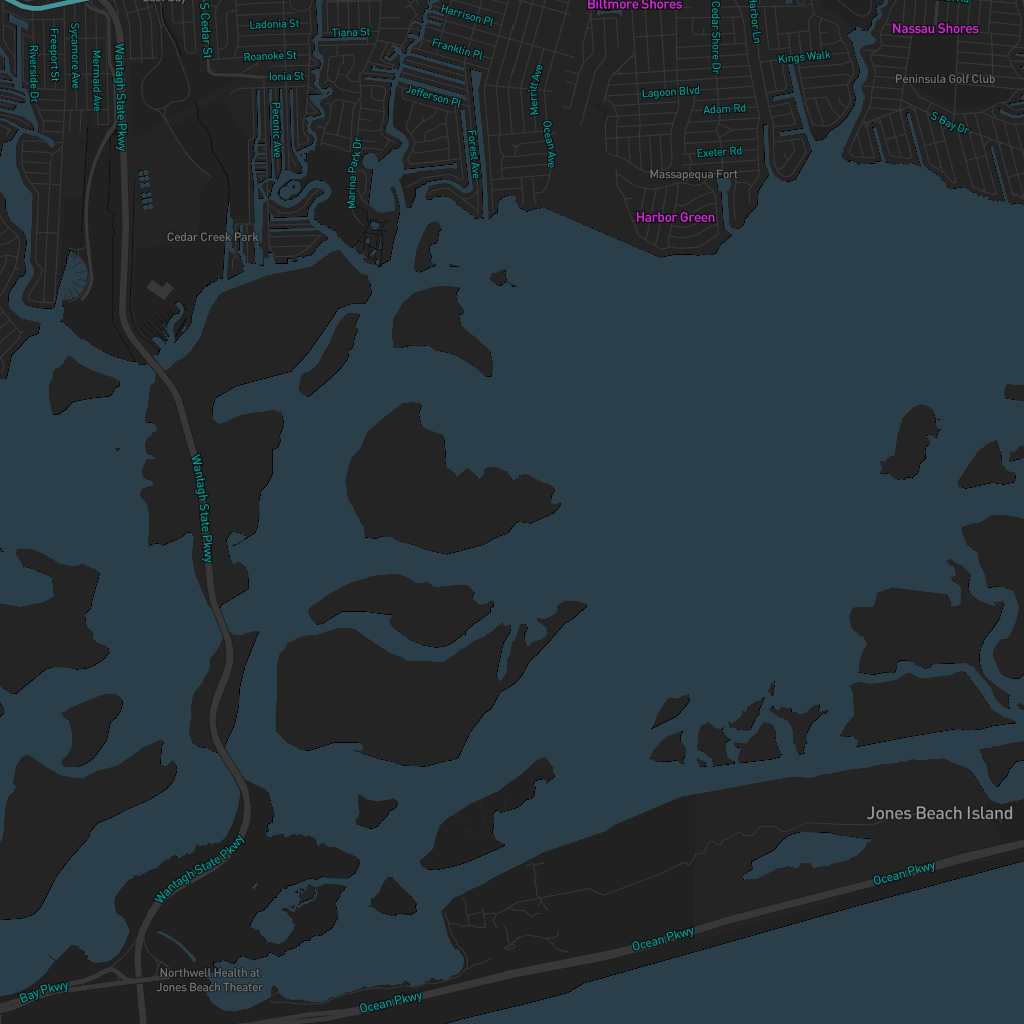 Biltmore Shores
Nassau Shores
Harrison Pl
S Cedar St
Ladonia St
Tiana St
Cedar Shore Dr
Harbor Ln
Franklin Pl
Roanoke St
Kings Walk
Riverside Dr
Freeport St
Sycamore Ave
Mermaid Ave
Wantagh State Pkwy
Ionia St
Peninsula Golf Club
Jefferson Pl
Merritt Ave
Lagoon Blvd
Adam Rd
S Bay Dr
Peconic Ave
Marina Park Dr
Forest Ave
Ocean Ave
Exeter Rd
Massapequa Fort
Harbor Green
Cedar Creek Park
Wantagh State Pkwy
Jones Beach Island
Wantagh State Pkwy
Ocean Pkwy
Ocean Pkwy
Northwell Health at
Jones Beach Theater
Bay Pkwy
Ocean Pkwy